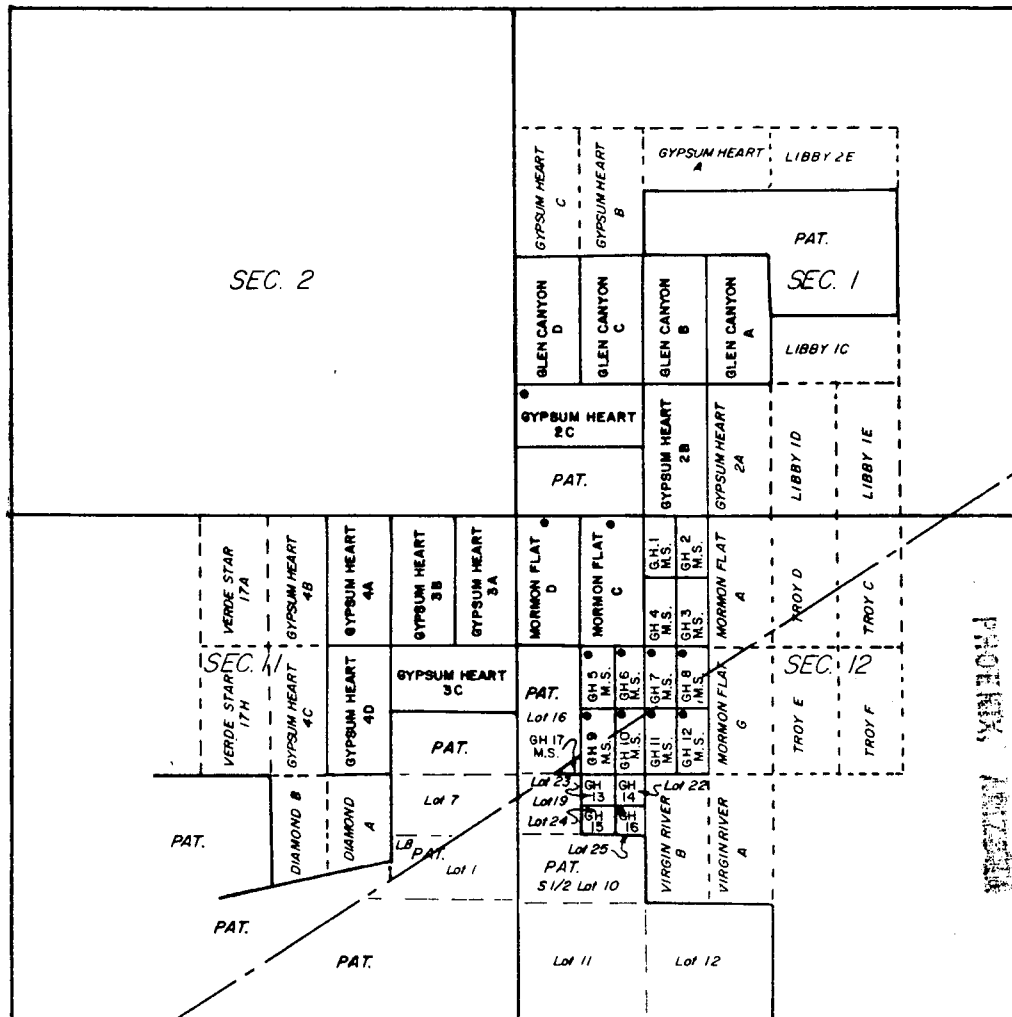 GYPSUM HEART
C
GYPSUM HEART
B
GYPSUM HEART
A
LIBBY 2E
PAT.
SEC. 2
SEC. 1
GLEN CANYON
D
GLEN CANYON
C
GLEN CANYON
B
GLEN CANYON
A
LIBBY 1C
GYPSUM HEART
2C
PAT.
GYPSUM HEART
2B
GYPSUM HEART
2A
LIBBY 1D
LIBBY 1E
VERDE STAR
17A
GYPSUM HEART
4B
GYPSUM HEART
4A
GYPSUM HEART
3B
GYPSUM HEART
3A
MORMON FLAT
D
MORMON FLAT
C
G.H. 1
M.S.
GH 2
M.S.
GH 4
M.S.
GH 3
M.S.
MORMON FLAT
A
TROY D
TROY C
SEC. 11
VERDE STAR
17H
GYPSUM HEART
4C
GYPSUM HEART
4D
GYPSUM HEART
3C
PAT.
PAT.
Lot 16
GH 17
M.S.
GH 5
M.S.
GH 6
M.S.
GH 7
M.S.
GH 8
M.S.
GH 9
M.S.
GH 10
M.S.
GH 11
M.S.
GH 12
M.S.
MORMON FLAT
G
SEC. 12
TROY E
TROY F
PAT.
DIAMOND B
DIAMOND
A
Lot 7
L8
PAT.
Lot 1
Lot 23
Lot 19
Lot 24
GH
13
GH
14
Lot 22
GH
15
GH
16
Lot 25
PAT.
S 1/2 Lot 10
VIRGIN RIVER
B
VIRGIN RIVER
A
PAT.
PAT.
Lot 11
Lot 12
PHOENIX, ARIZONA